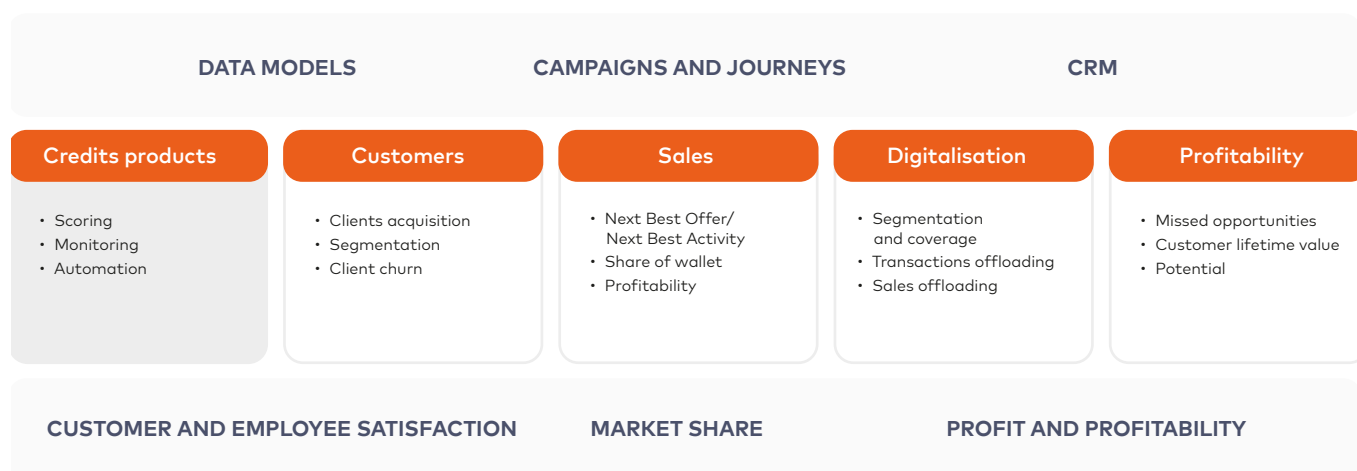 DATA MODELS
CAMPAIGNS AND JOURNEYS
CRM
Credits products
• Scoring
• Monitoring
• Automation
Customers
• Clients acquisition
• Segmentation
• Client churn
Sales
• Next Best Offer/
Next Best Activity
• Share of wallet
• Profitability
Digitalisation
• Segmentation
and coverage
• Transactions offloading
• Sales offloading
Profitability
• Missed opportunities
• Customer lifetime value
• Potential
CUSTOMER AND EMPLOYEE SATISFACTION
MARKET SHARE
PROFIT AND PROFITABILITY